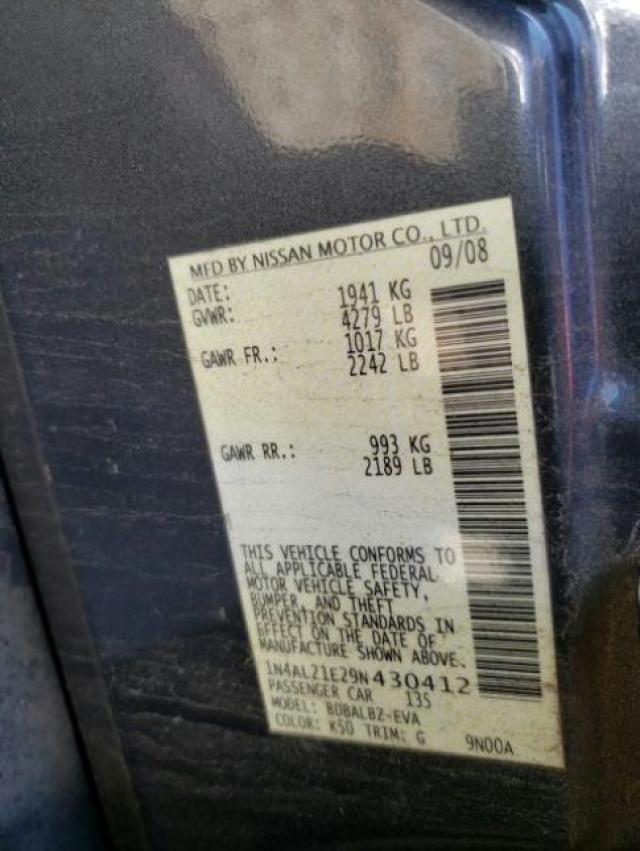 MFD BY NISSAN MOTOR CO., LTD.
DATE: 09/08
GVWR: 1941 KG
4279 LB
GAWR FR.: 1017 KG
2242 LB
GAWR RR.: 993 KG
2189 LB
THIS VEHICLE CONFORMS TO
ALL APPLICABLE FEDERAL
MOTOR VEHICLE SAFETY,
BUMPER, AND THEFT
PREVENTION STANDARDS IN
EFFECT ON THE DATE OF
MANUFACTURE SHOWN ABOVE.
1N4AL21E29N430412
PASSENGER CAR 135
MODEL: BDBALBZ-EVA
COLOR: K50 TRIM: G 9N00A